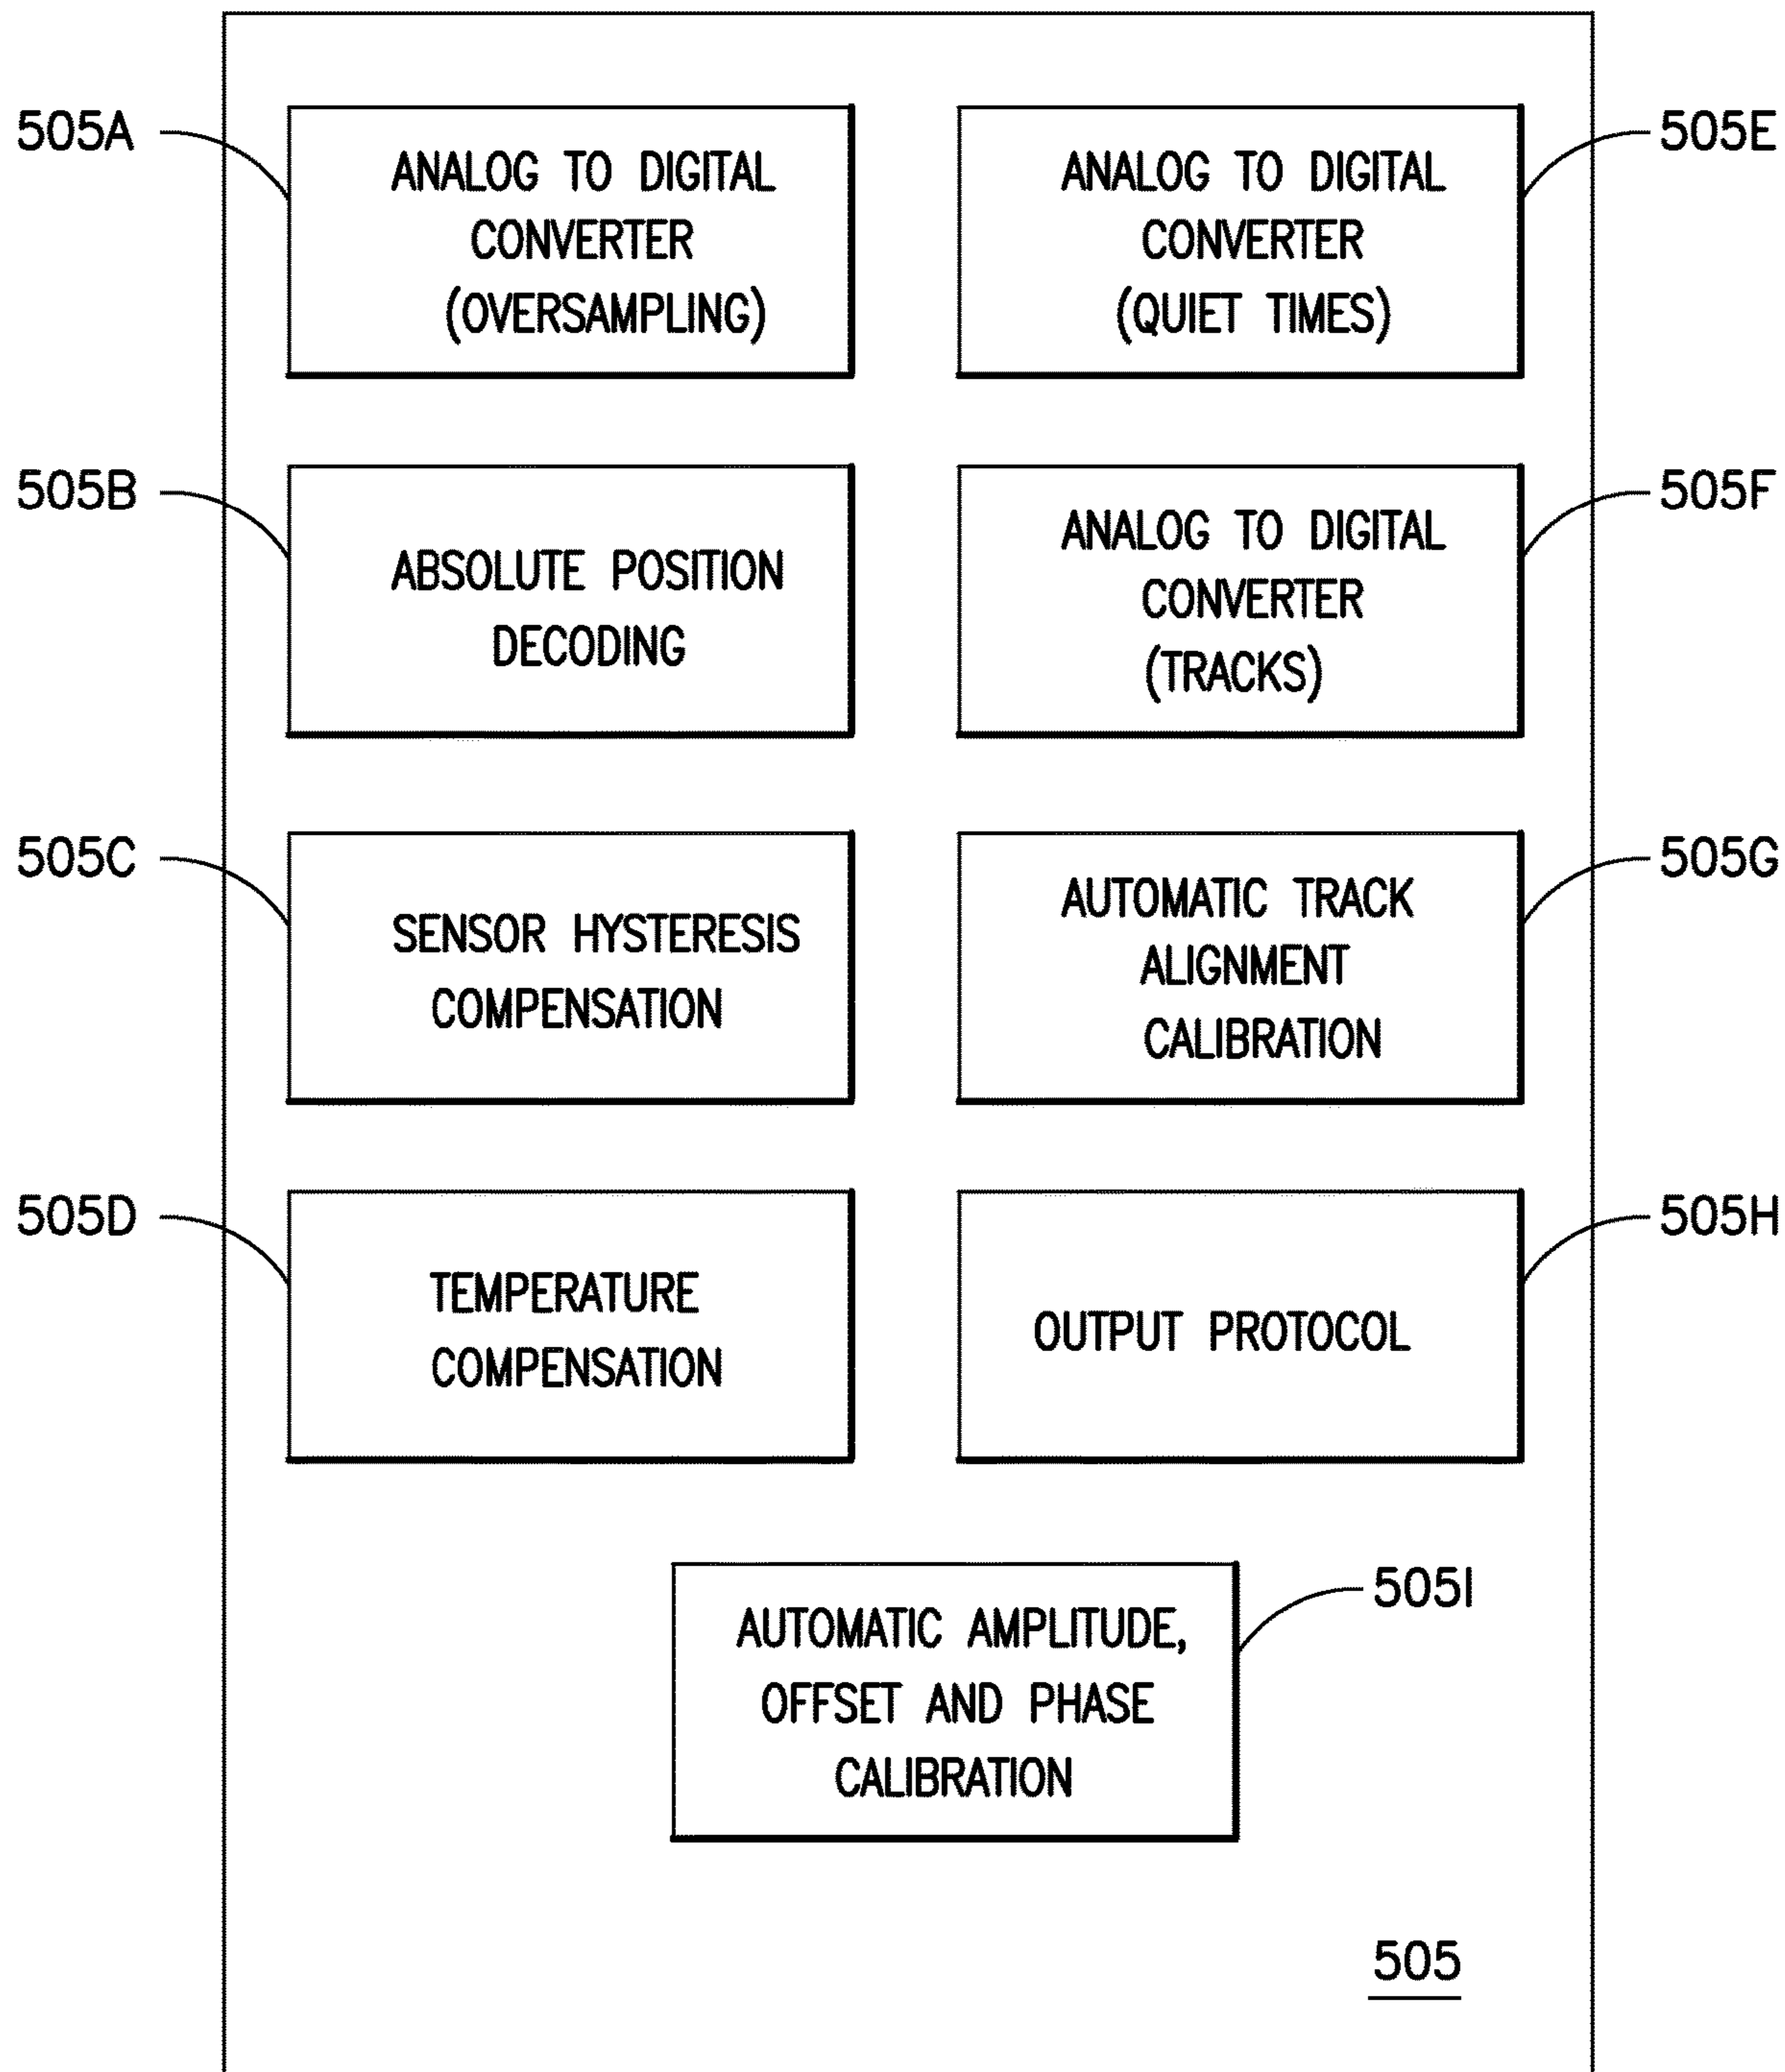 505A
ANALOG TO DIGITAL
CONVERTER
(OVERSAMPLING)
505E
ANALOG TO DIGITAL
CONVERTER
(QUIET TIMES)
505B
ABSOLUTE POSITION
DECODING
505F
ANALOG TO DIGITAL
CONVERTER
(TRACKS)
505C
SENSOR HYSTERESIS
COMPENSATION
505G
AUTOMATIC TRACK
ALIGNMENT
CALIBRATION
505D
TEMPERATURE
COMPENSATION
505H
OUTPUT PROTOCOL
505I
AUTOMATIC AMPLITUDE,
OFFSET AND PHASE
CALIBRATION
505